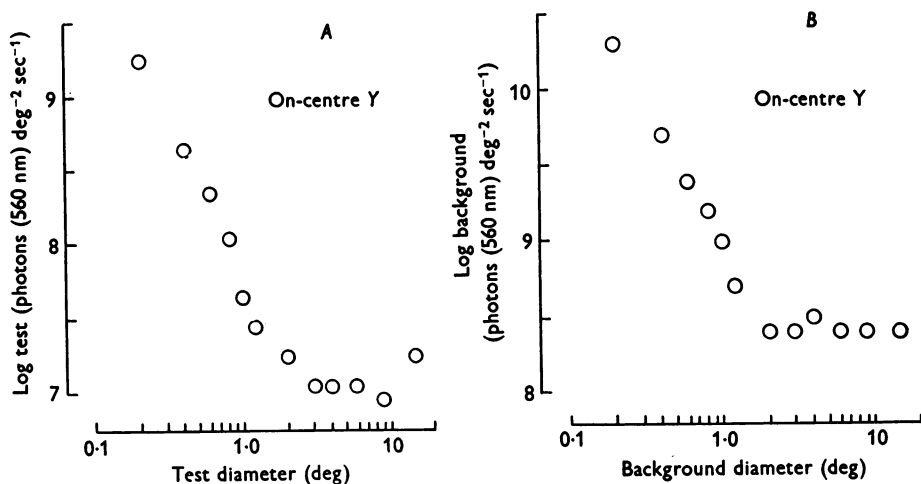 A
On-centre Y
9
8
7
Log test (photons (560 nm) deg⁻² sec⁻¹)
0·1
1·0
10
Test diameter (deg)
B
On-centre Y
10
9
8
Log background
(photons (560 nm) deg⁻² sec⁻¹)
0·1
1·0
10
Background diameter (deg)